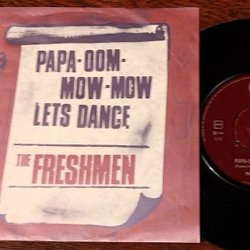 PAPA-OOM-
MOW-MOW
LETS DANCE
THE FRESHMEN